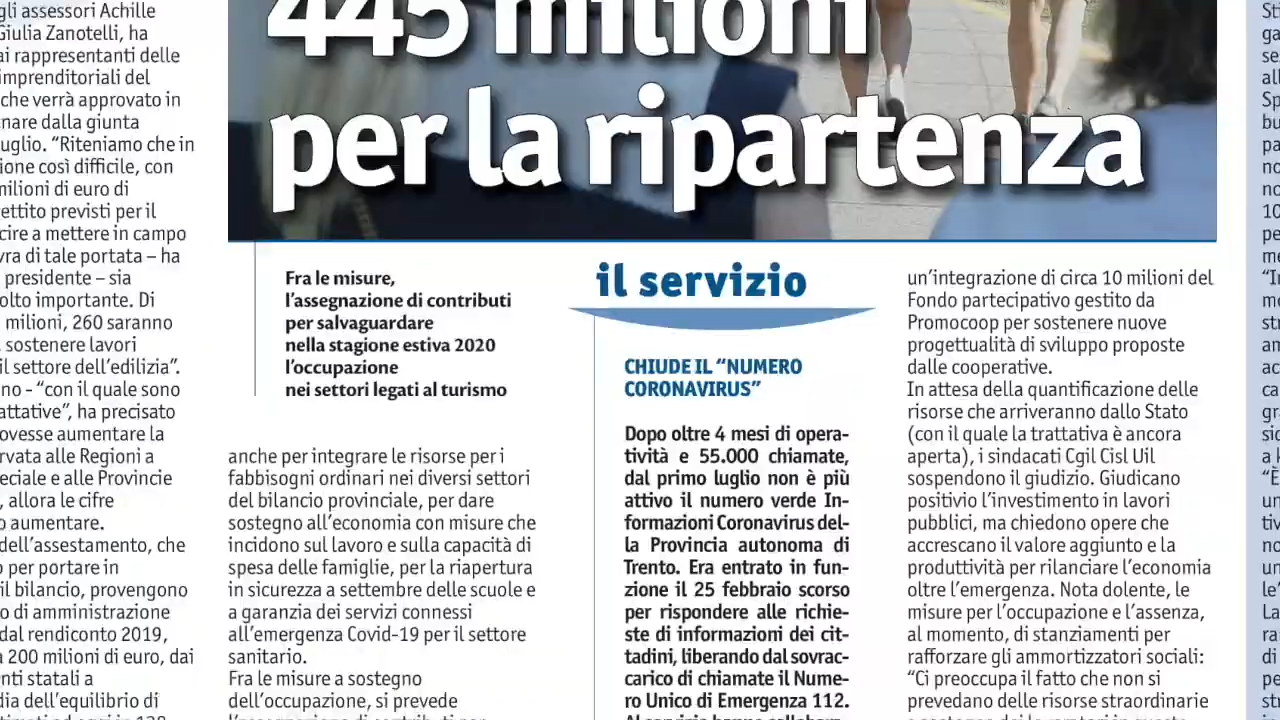 445 milioni
per la ripartenza
gli assessori Achille
Giulia Zanotelli, ha
ai rappresentanti delle
imprenditoriali del
che verrà approvato in
nare dalla giunta
uglio. “Riteniamo che in
ione così difficile, con
milioni di euro di
ettito previsti per il
cire a mettere in campo
vra di tale portata – ha
presidente – sia
olto importante. Di
milioni, 260 saranno
sostenere lavori
il settore dell’edilizia”.
no - “con il quale sono
attative”, ha precisato
ovesse aumentare la
rvata alle Regioni a
eciale e alle Provincie
, allora le cifre
o aumentare.
dell’assestamento, che
o per portare in
il bilancio, provengono
o di amministrazione
dal rendiconto 2019,
a 200 milioni di euro, dai
nti statali a
dia dell’equilibrio di
Fra le misure,
l’assegnazione di contributi
per salvaguardare
nella stagione estiva 2020
l’occupazione
nei settori legati al turismo
anche per integrare le risorse per i
fabbisogni ordinari nei diversi settori
del bilancio provinciale, per dare
sostegno all’economia con misure che
incidono sul lavoro e sulla capacità di
spesa delle famiglie, per la riapertura
in sicurezza a settembre delle scuole e
a garanzia dei servizi connessi
all’emergenza Covid-19 per il settore
sanitario.
Fra le misure a sostegno
dell’occupazione, si prevede
il servizio
CHIUDE IL “NUMERO
CORONAVIRUS”
Dopo oltre 4 mesi di opera-
tività e 55.000 chiamate,
dal primo luglio non è più
attivo il numero verde In-
formazioni Coronavirus del-
la Provincia autonoma di
Trento. Era entrato in fun-
zione il 25 febbraio scorso
per rispondere alle richie-
ste di informazioni dei cit-
tadini, liberando dal sovrac-
carico di chiamate il Nume-
ro Unico di Emergenza 112.
un’integrazione di circa 10 milioni del
Fondo partecipativo gestito da
Promocoop per sostenere nuove
progettualità di sviluppo proposte
dalle cooperative.
In attesa della quantificazione delle
risorse che arriveranno dallo Stato
(con il quale la trattativa è ancora
aperta), i sindacati Cgil Cisl Uil
sospendono il giudizio. Giudicano
positivio l’investimento in lavori
pubblici, ma chiedono opere che
accrescano il valore aggiunto e la
produttività per rilanciare l’economia
oltre l’emergenza. Nota dolente, le
misure per l’occupazione e l’assenza,
al momento, di stanziamenti per
rafforzare gli ammortizzatori sociali:
“Ci preoccupa il fatto che non si
prevedano delle risorse straordinarie